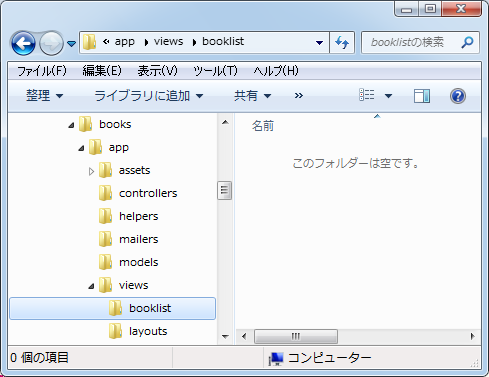 « app ▸ views ▸ booklist
booklistの検索
ファイル(F) 編集(E) 表示(V) ツール(T) ヘルプ(H)
整理 ライブラリに追加 共有 »
books
app
assets
controllers
helpers
mailers
models
views
booklist
layouts
名前
このフォルダーは空です。
0 個の項目
コンピューター